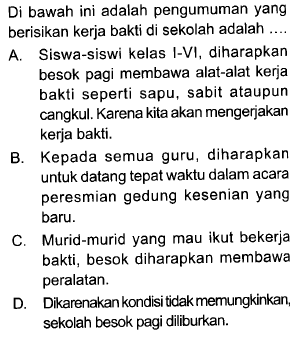 Di bawah ini adalah pengumuman yang
berisikan kerja bakti di sekolah adalah ....
A. Siswa-siswi kelas I-VI, diharapkan
besok pagi membawa alat-alat kerja
bakti seperti sapu, sabit ataupun
cangkul. Karena kita akan mengerjakan
kerja bakti.
B. Kepada semua guru, diharapkan
untuk datang tepat waktu dalam acara
peresmian gedung kesenian yang
baru.
C. Murid-murid yang mau ikut bekerja
bakti, besok diharapkan membawa
peralatan.
D. Dikarenakan kondisi tidak memungkinkan,
sekolah besok pagi diliburkan.